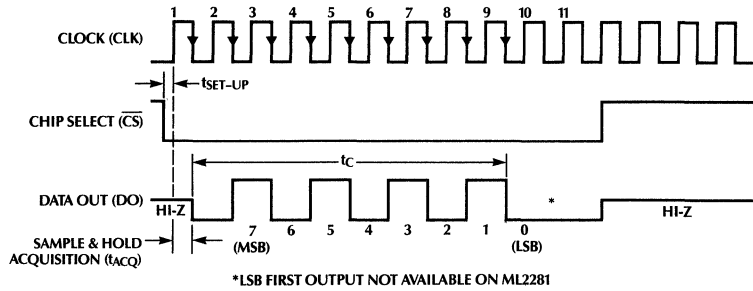 1 2 3 4 5 6 7 8 9 10 11
CLOCK (CLK)
tSET–UP
CHIP SELECT (CS)
tC
DATA OUT (DO)
HI-Z
*
HI-Z
7 6 5 4 3 2 1 0
(MSB) (LSB)
SAMPLE & HOLD
ACQUISITION (tACQ)
*LSB FIRST OUTPUT NOT AVAILABLE ON ML2281